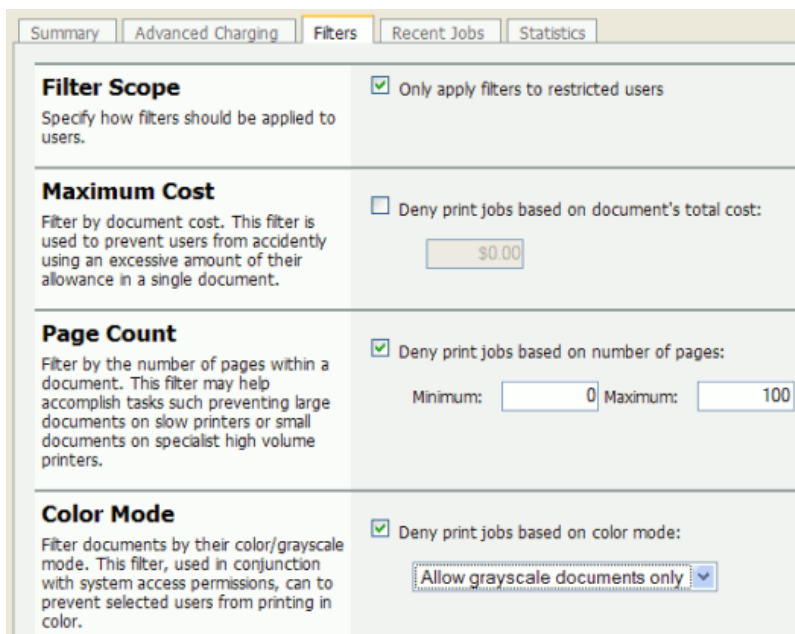 Summary Advanced Charging Filters Recent Jobs Statistics
Filter Scope
Specify how filters should be applied to
users.
Only apply filters to restricted users
Maximum Cost
Filter by document cost. This filter is
used to prevent users from accidently
using an excessive amount of their
allowance in a single document.
Deny print jobs based on document's total cost:
$0.00
Page Count
Filter by the number of pages within a
document. This filter may help
accomplish tasks such preventing large
documents on slow printers or small
documents on specialist high volume
printers.
Deny print jobs based on number of pages:
Minimum: 0 Maximum: 100
Color Mode
Filter documents by their color/grayscale
mode. This filter, used in conjunction
with system access permissions, can to
prevent selected users from printing in
color.
Deny print jobs based on color mode:
Allow grayscale documents only